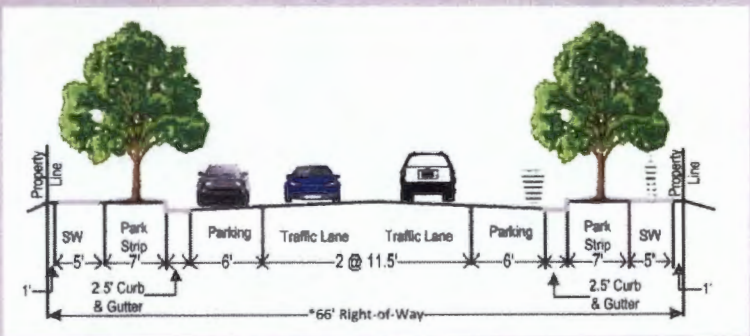 Property
Line
Property
Line
SW
Park
Strip
Parking
Traffic Lane
Traffic Lane
Parking
Park
Strip
SW
5'
7'
6'
2 @ 11.5'
6'
7'
5'
1'
2.5' Curb
& Gutter
2.5' Curb
& Gutter
1'
*66' Right-of-Way